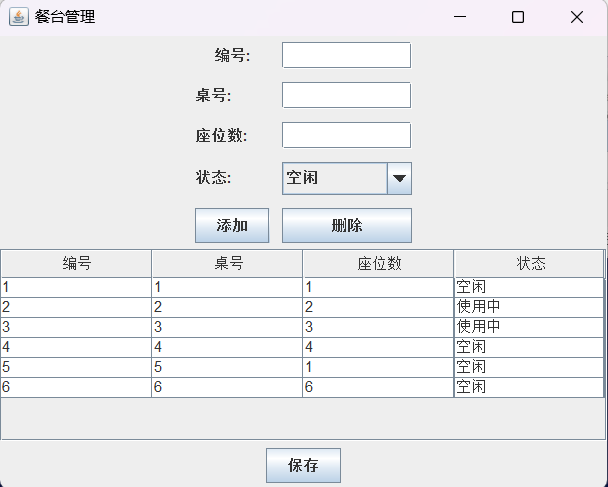 餐台管理
编号:
桌号:
座位数:
状态: 空闲
添加 删除
编号 桌号 座位数 状态
1 1 1 空闲
2 2 2 使用中
3 3 3 使用中
4 4 4 空闲
5 5 1 空闲
6 6 6 空闲
保存